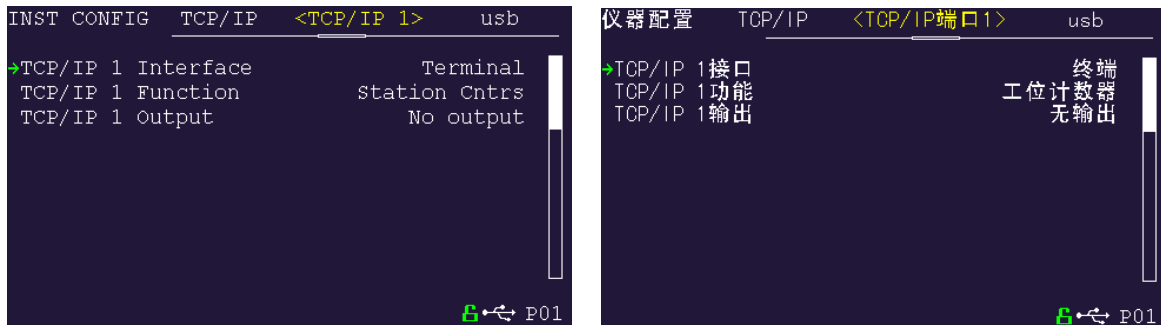 INST CONFIG TCP/IP <TCP/IP 1> usb
→TCP/IP 1 Interface Terminal
TCP/IP 1 Function Station Cntrs
TCP/IP 1 Output No output
P01
仪器配置 TCP/IP <TCP/IP端口1> usb
→TCP/IP 1接口 终端
TCP/IP 1功能 工位计数器
TCP/IP 1输出 无输出
P01